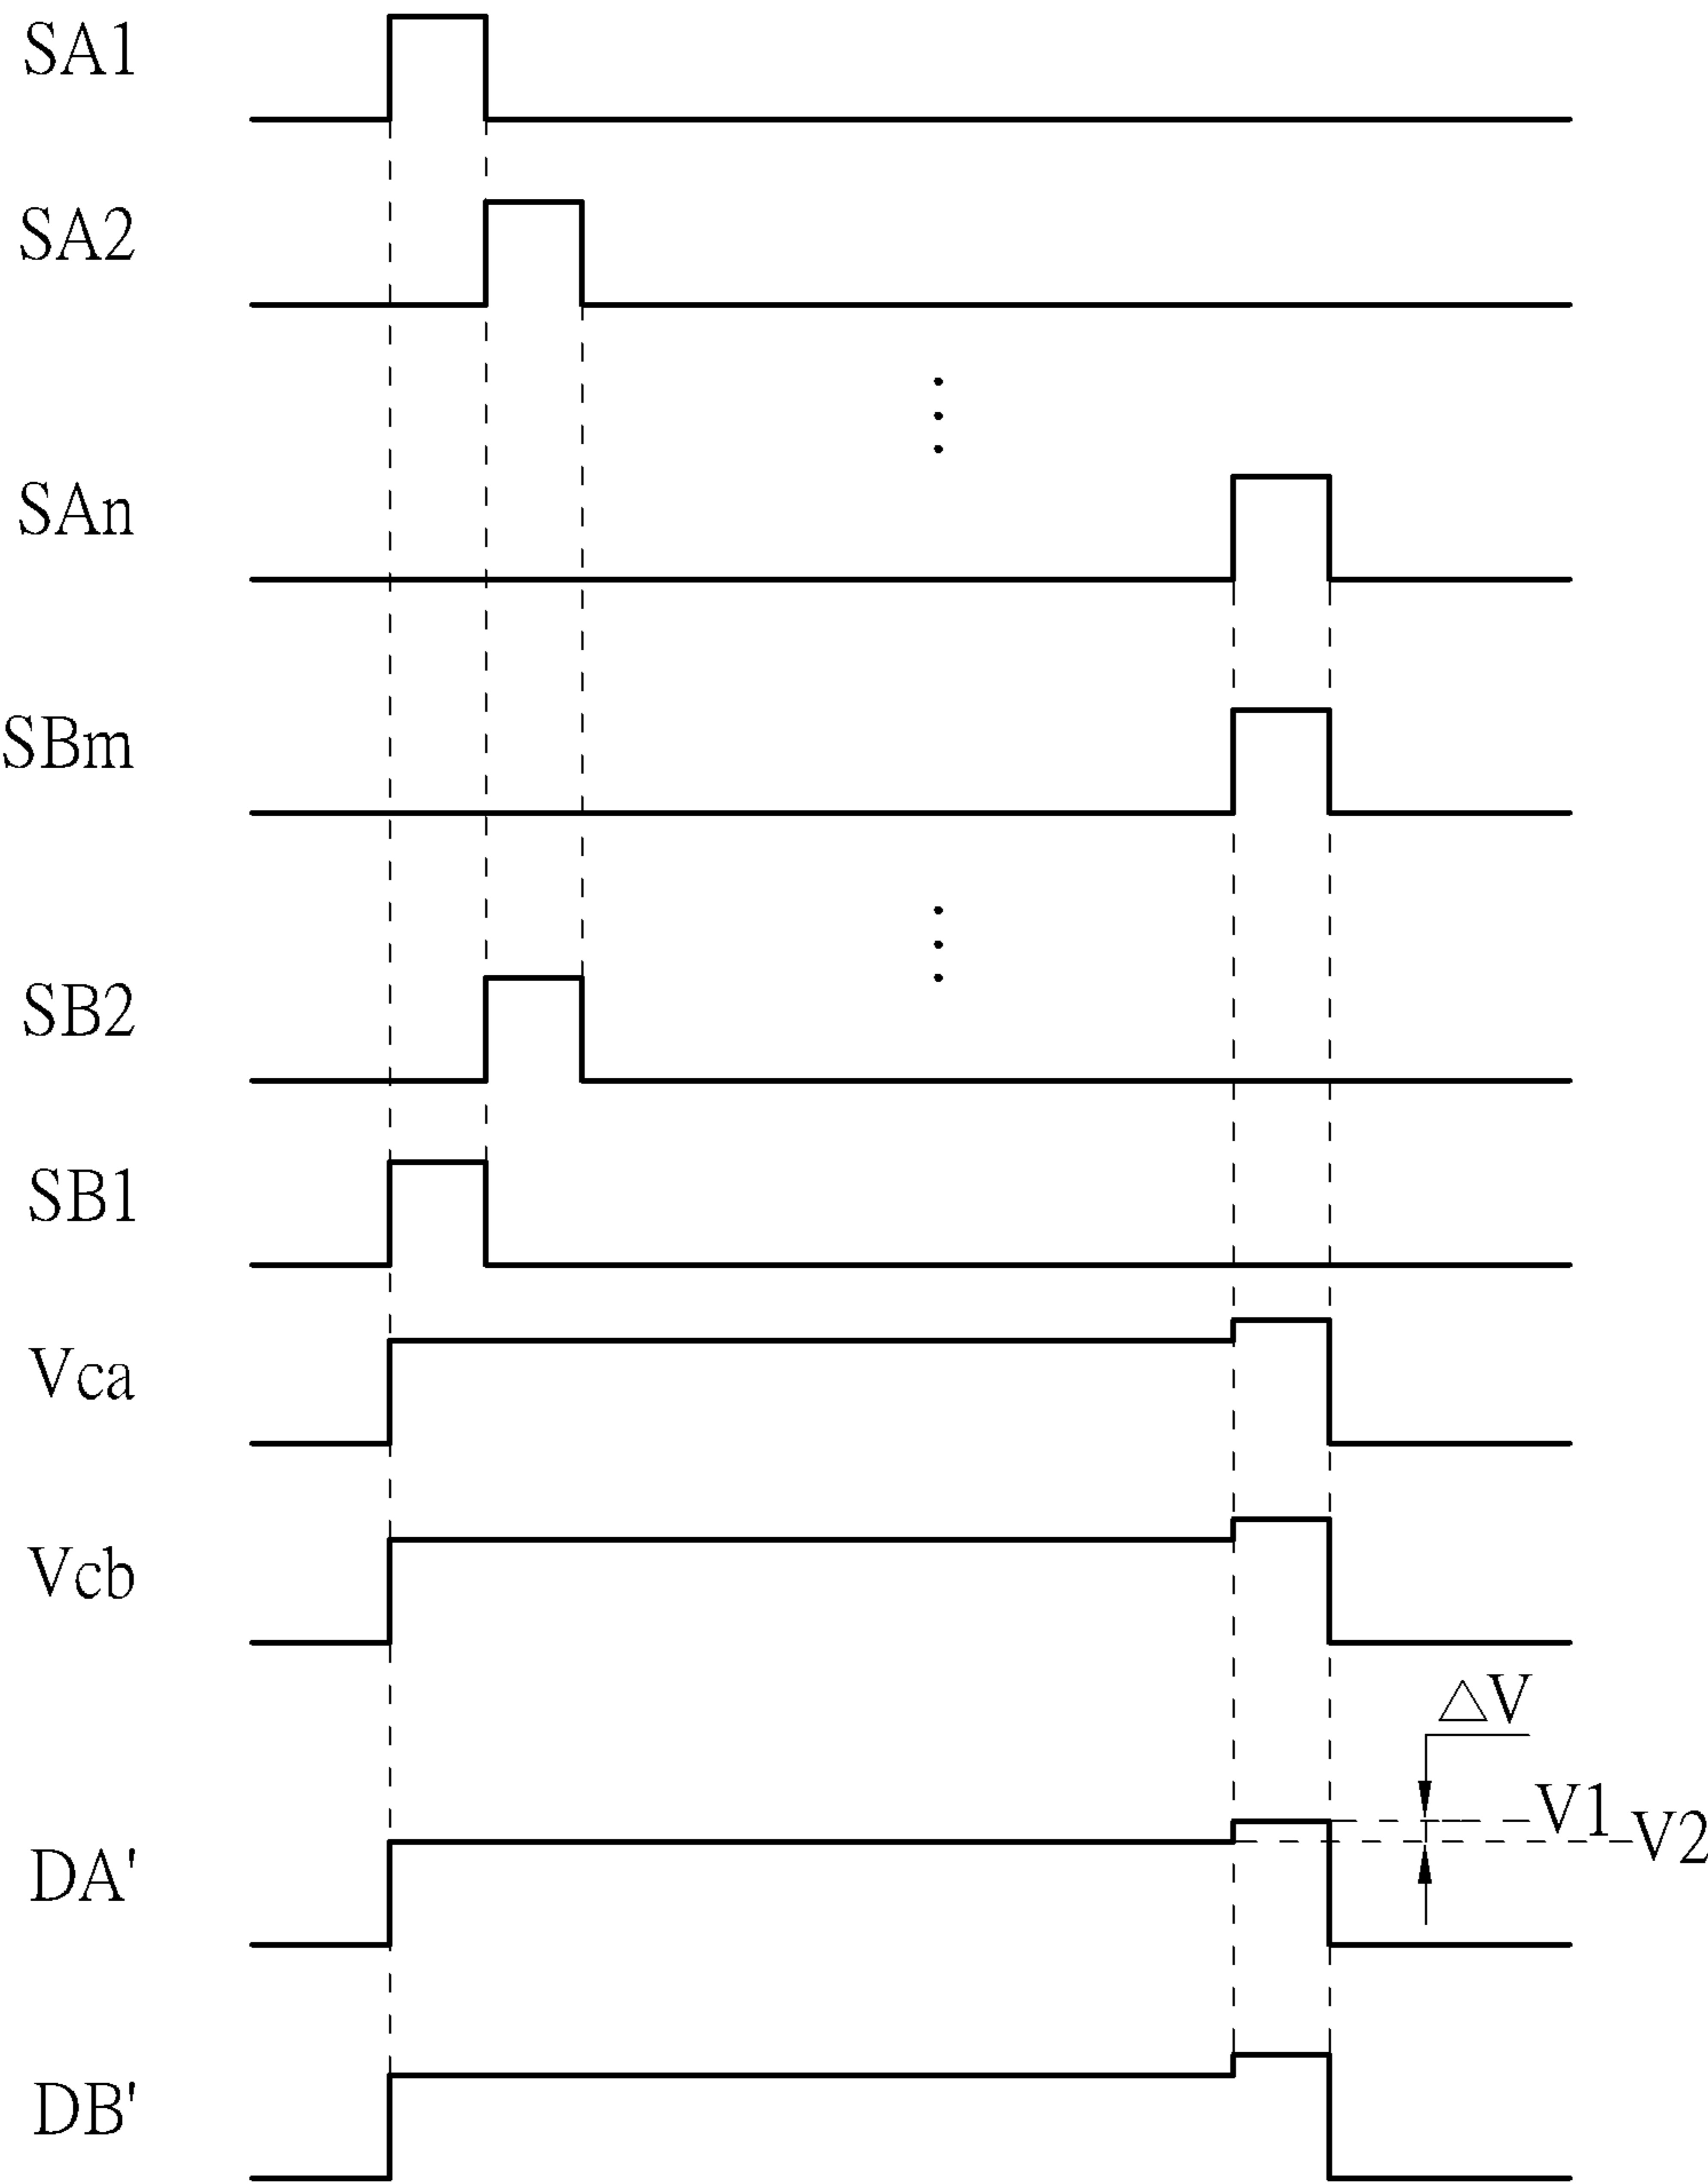 SA1
SA2
SAn
SBm
SB2
SB1
Vca
Vcb
△V
V1
V2
DA'
DB'